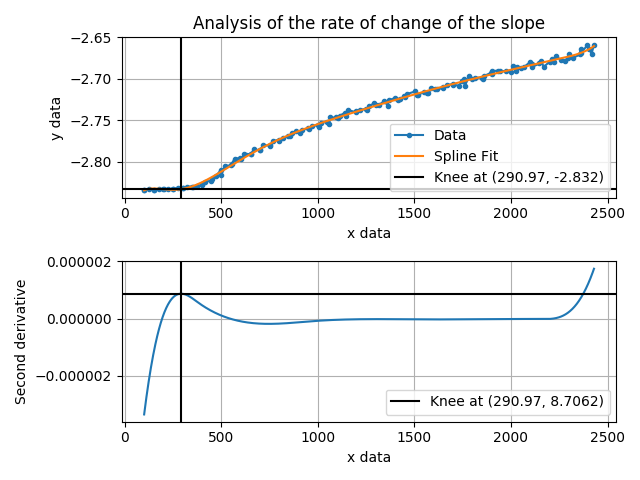 Analysis of the rate of change of the slope
−2.65
−2.70
−2.75
−2.80
y data
Data
Spline Fit
Knee at (290.97, -2.832)
0 500 1000 1500 2000 2500
x data
0.000002
0.000000
−0.000002
Second derivative
Knee at (290.97, 8.7062)
0 500 1000 1500 2000 2500
x data